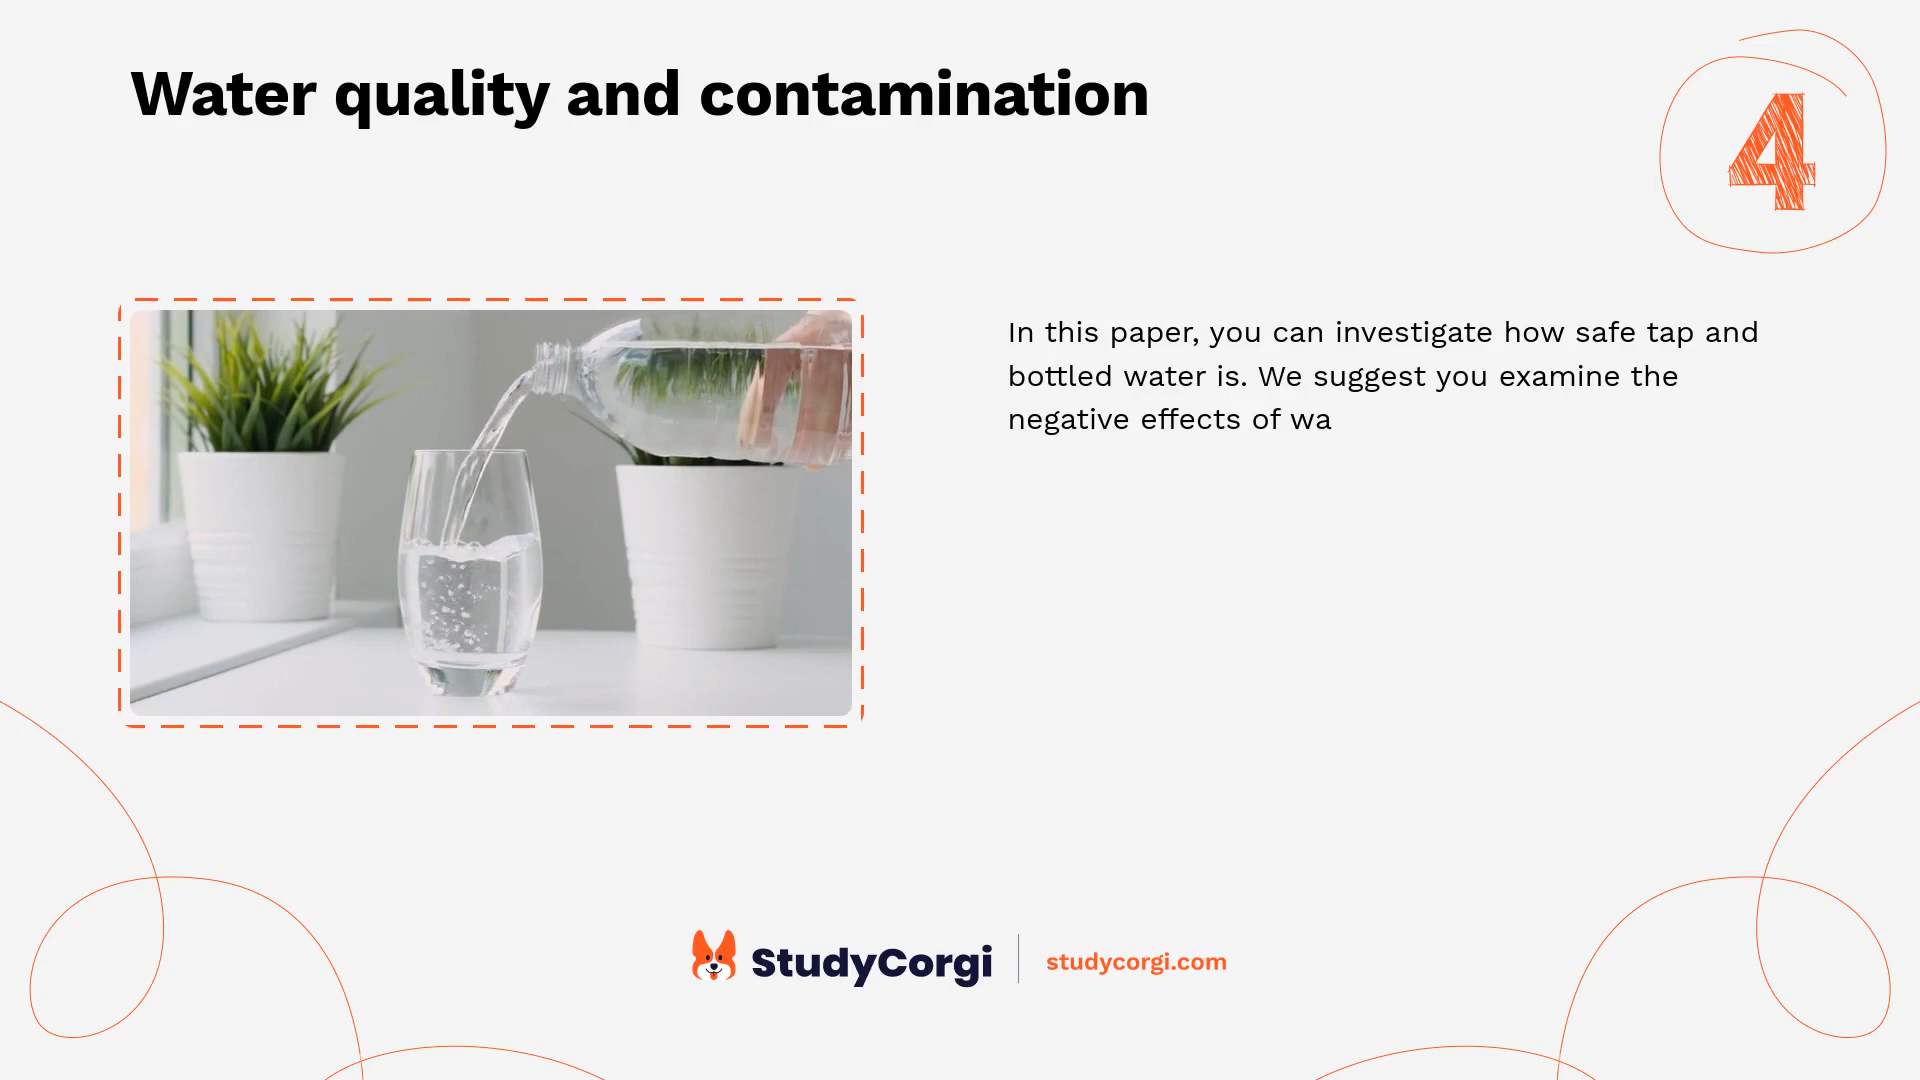 Water quality and contamination
4
In this paper, you can investigate how safe tap and
bottled water is. We suggest you examine the
negative effects of wa
StudyCorgi
studycorgi.com